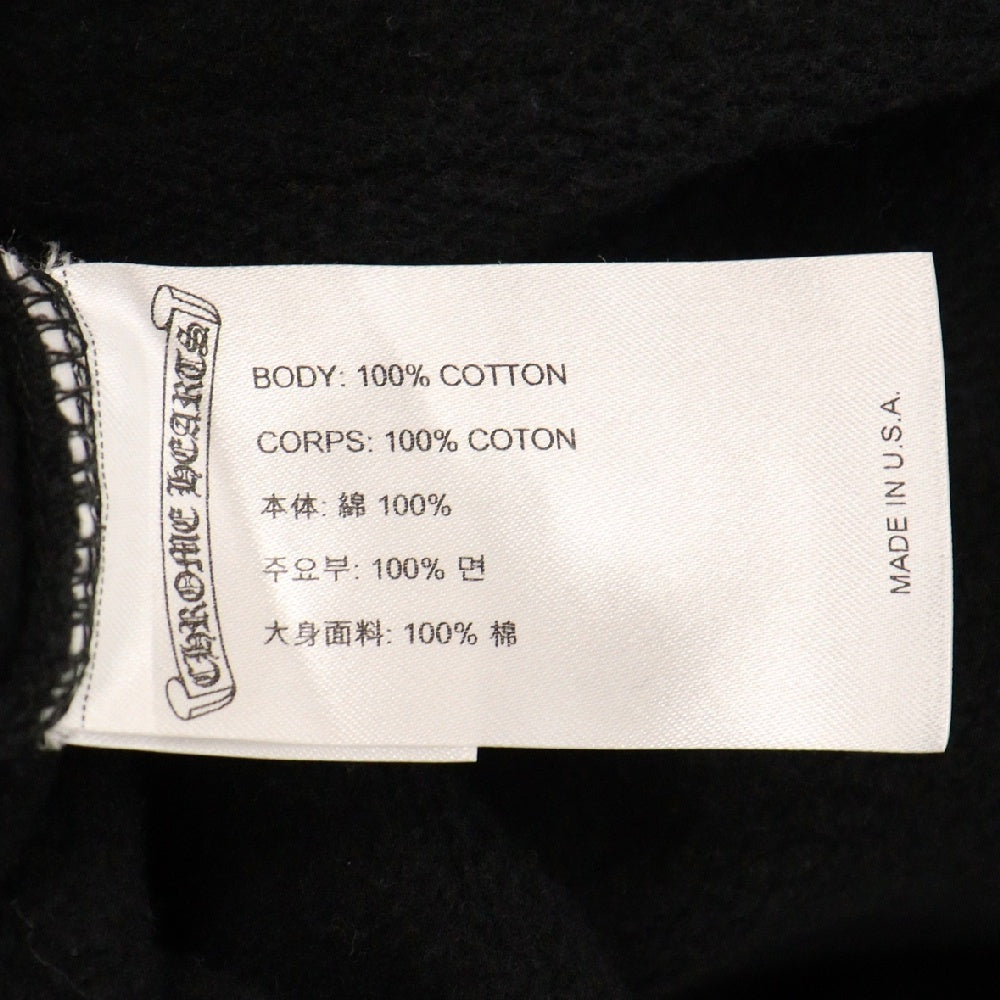 CHROME HEARTS
BODY: 100% COTTON
CORPS: 100% COTON
本体: 綿 100%
주요부: 100% 면
大身面料: 100% 棉
MADE IN U.S.A.